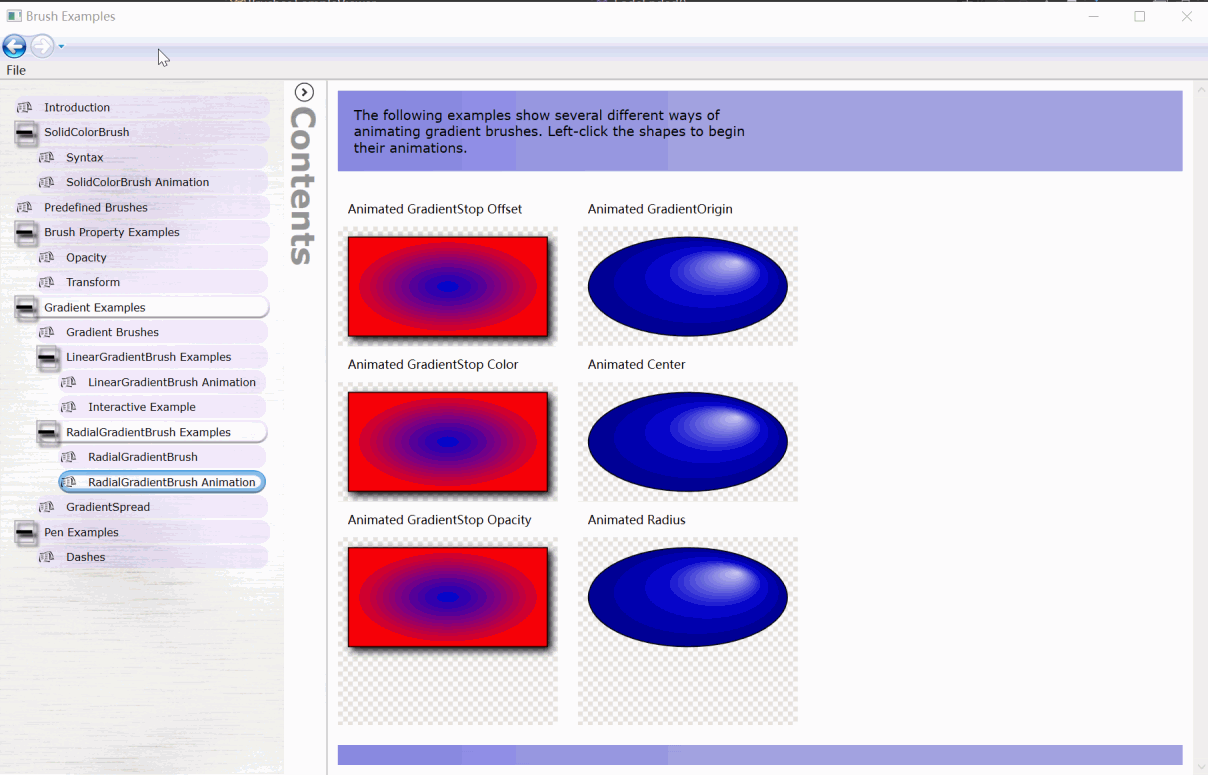 Brush Examples
File
Introduction
SolidColorBrush
Syntax
SolidColorBrush Animation
Predefined Brushes
Brush Property Examples
Opacity
Transform
Gradient Examples
Gradient Brushes
LinearGradientBrush Examples
LinearGradientBrush Animation
Interactive Example
RadialGradientBrush Examples
RadialGradientBrush
RadialGradientBrush Animation
GradientSpread
Pen Examples
Dashes
Contents
The following examples show several different ways of
animating gradient brushes. Left-click the shapes to begin
their animations.
Animated GradientStop Offset
Animated GradientOrigin
Animated GradientStop Color
Animated Center
Animated GradientStop Opacity
Animated Radius